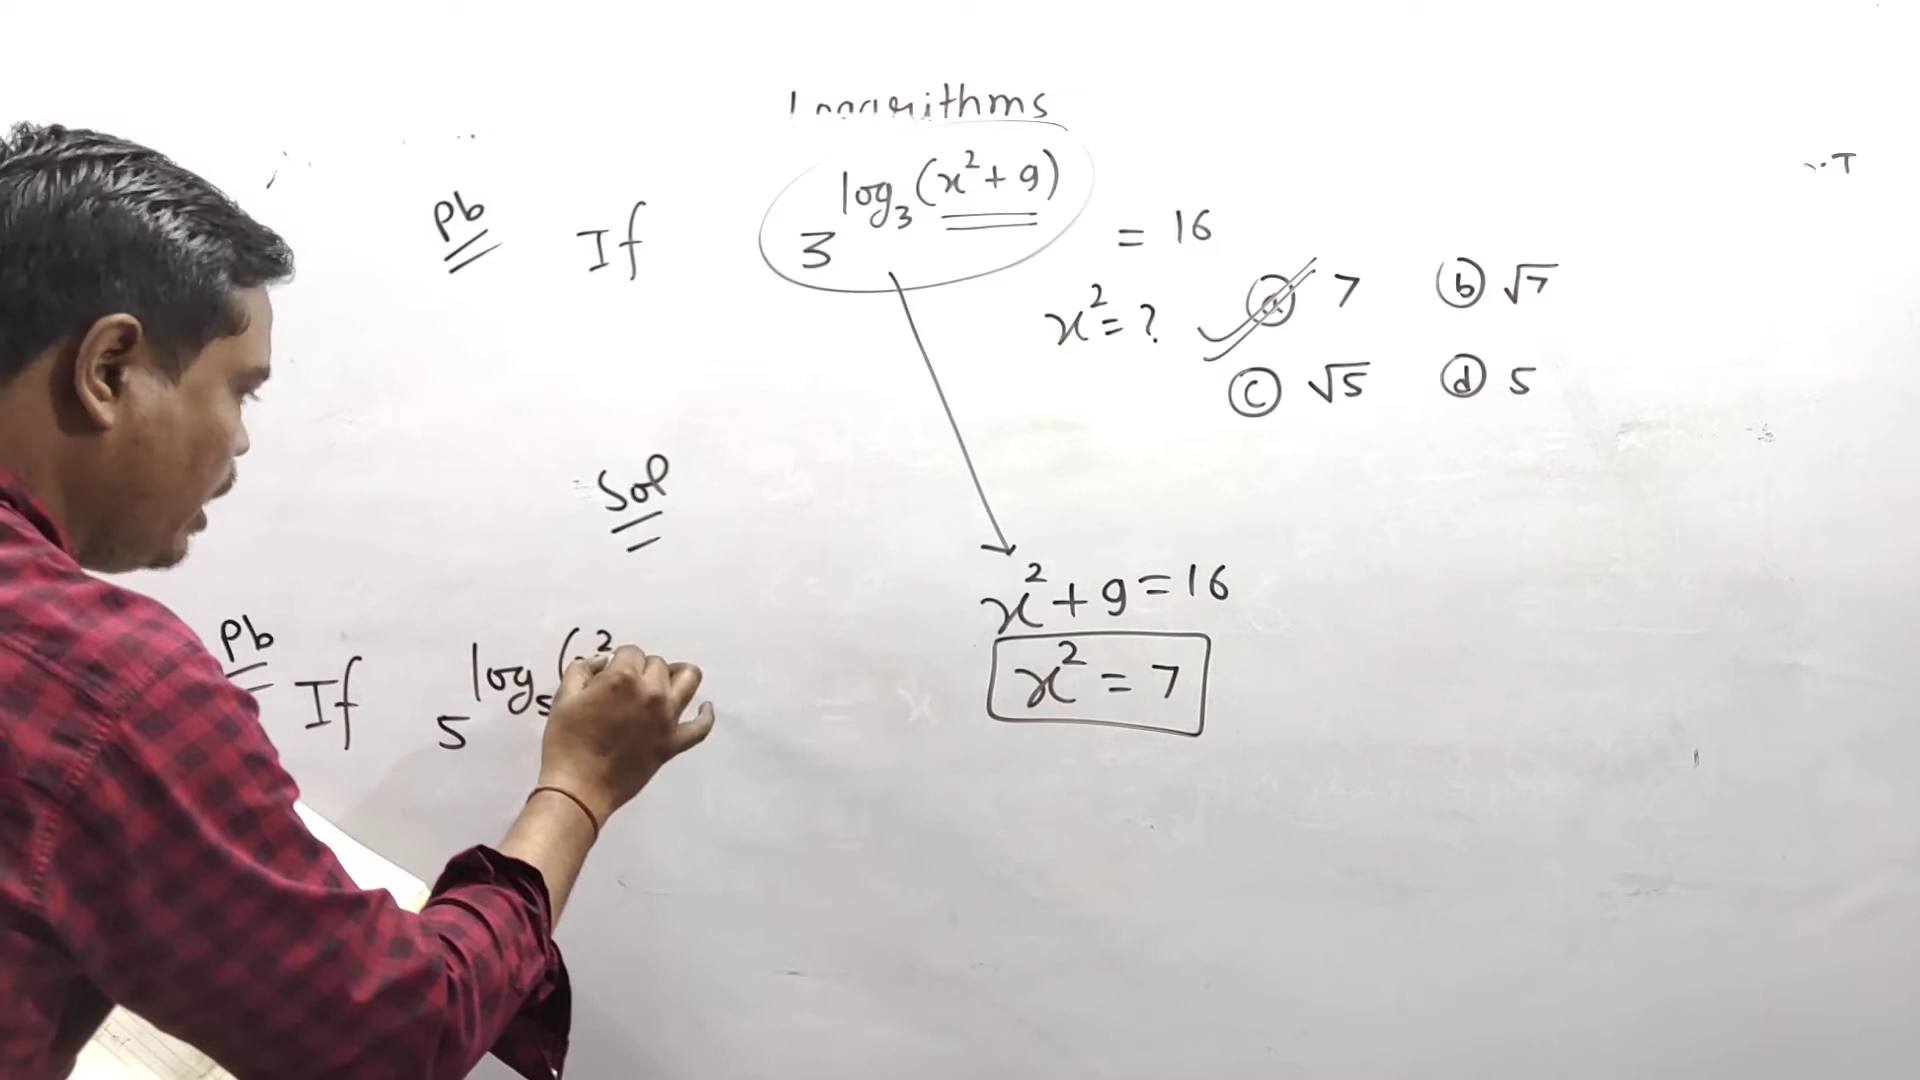 Logarithms
Pb If 3^log₃(x²+9) = 16
x² = ? ⓐ 7 ⓑ √7
ⓒ √5 ⓓ 5
Sol
x²+9=16
x² = 7
Pb If 5^log₅(x²